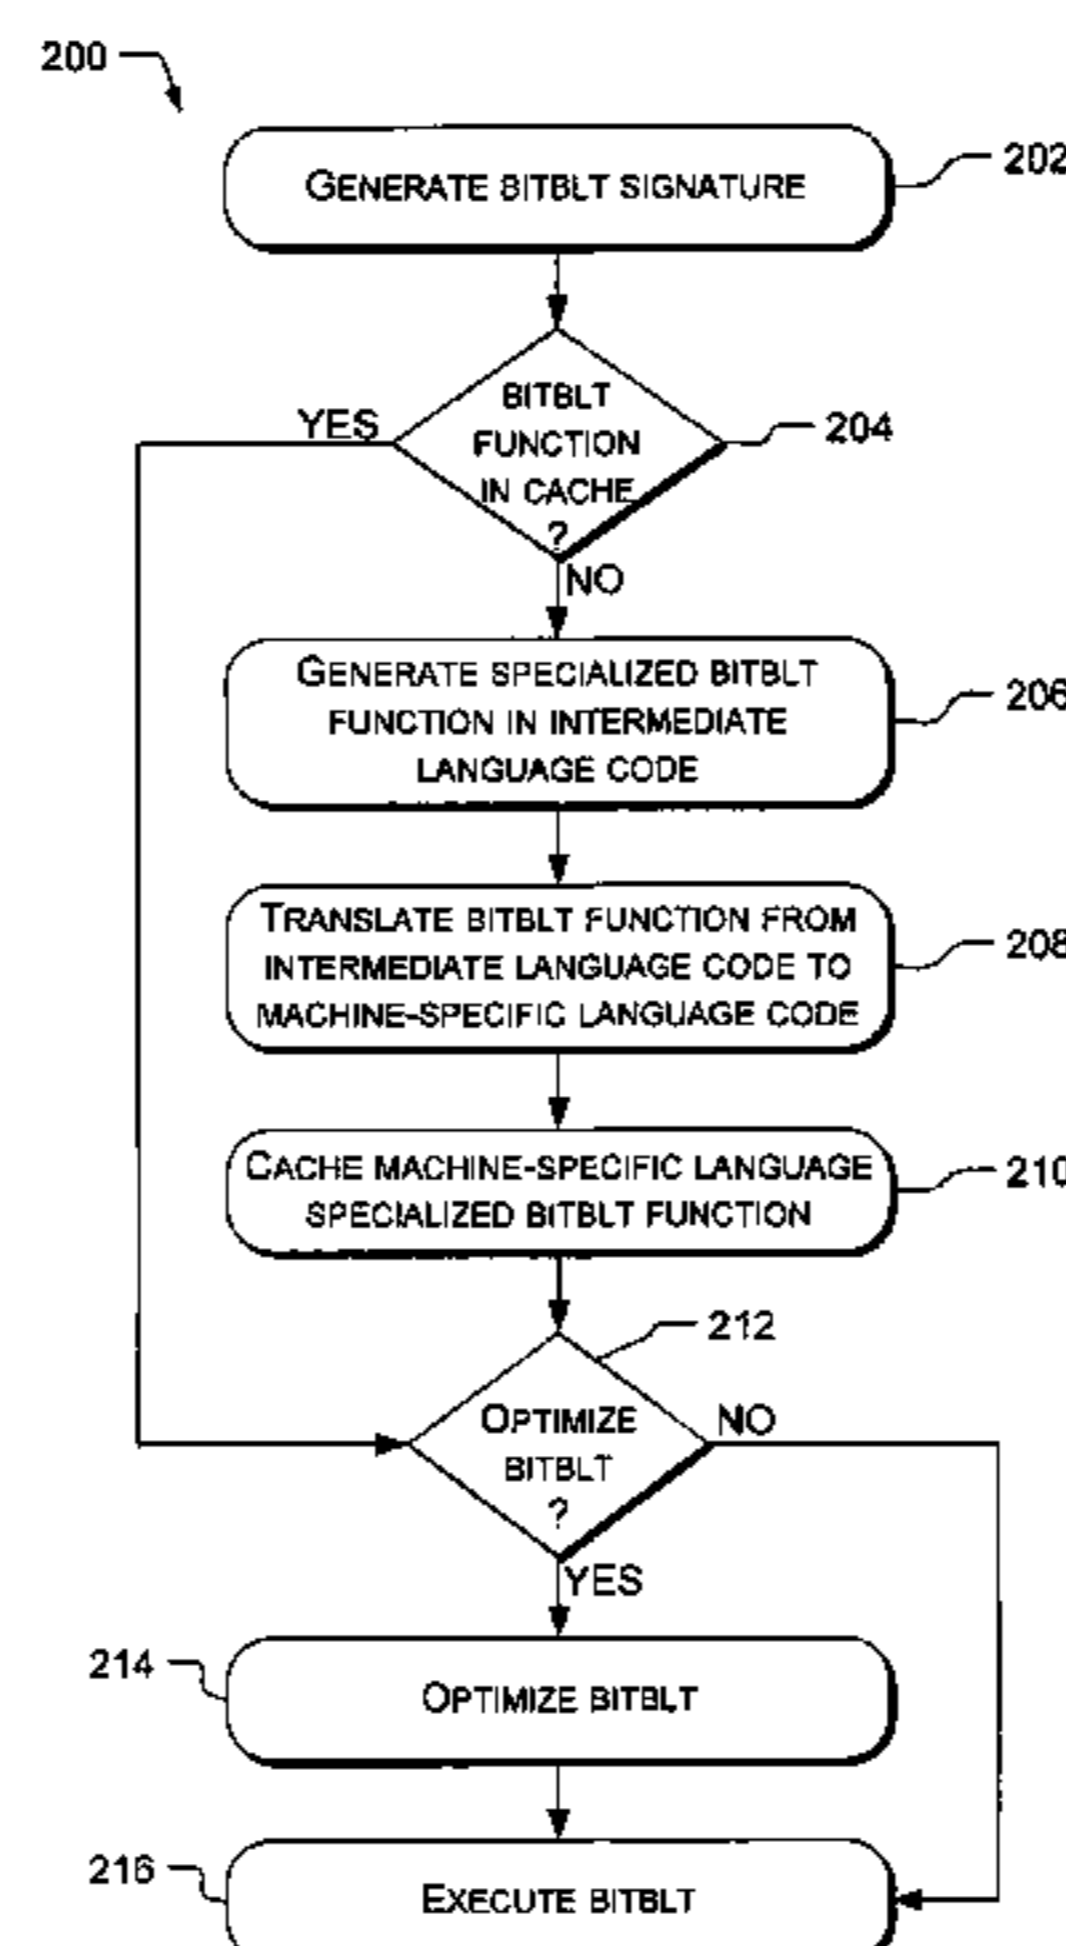 200
GENERATE BITBLT SIGNATURE
202
BITBLT
FUNCTION
IN CACHE
?
YES
204
NO
GENERATE SPECIALIZED BITBLT
FUNCTION IN INTERMEDIATE
LANGUAGE CODE
206
TRANSLATE BITBLT FUNCTION FROM
INTERMEDIATE LANGUAGE CODE TO
MACHINE-SPECIFIC LANGUAGE CODE
208
CACHE MACHINE-SPECIFIC LANGUAGE
SPECIALIZED BITBLT FUNCTION
210
212
OPTIMIZE
BITBLT
?
NO
YES
214
OPTIMIZE BITBLT
216
EXECUTE BITBLT